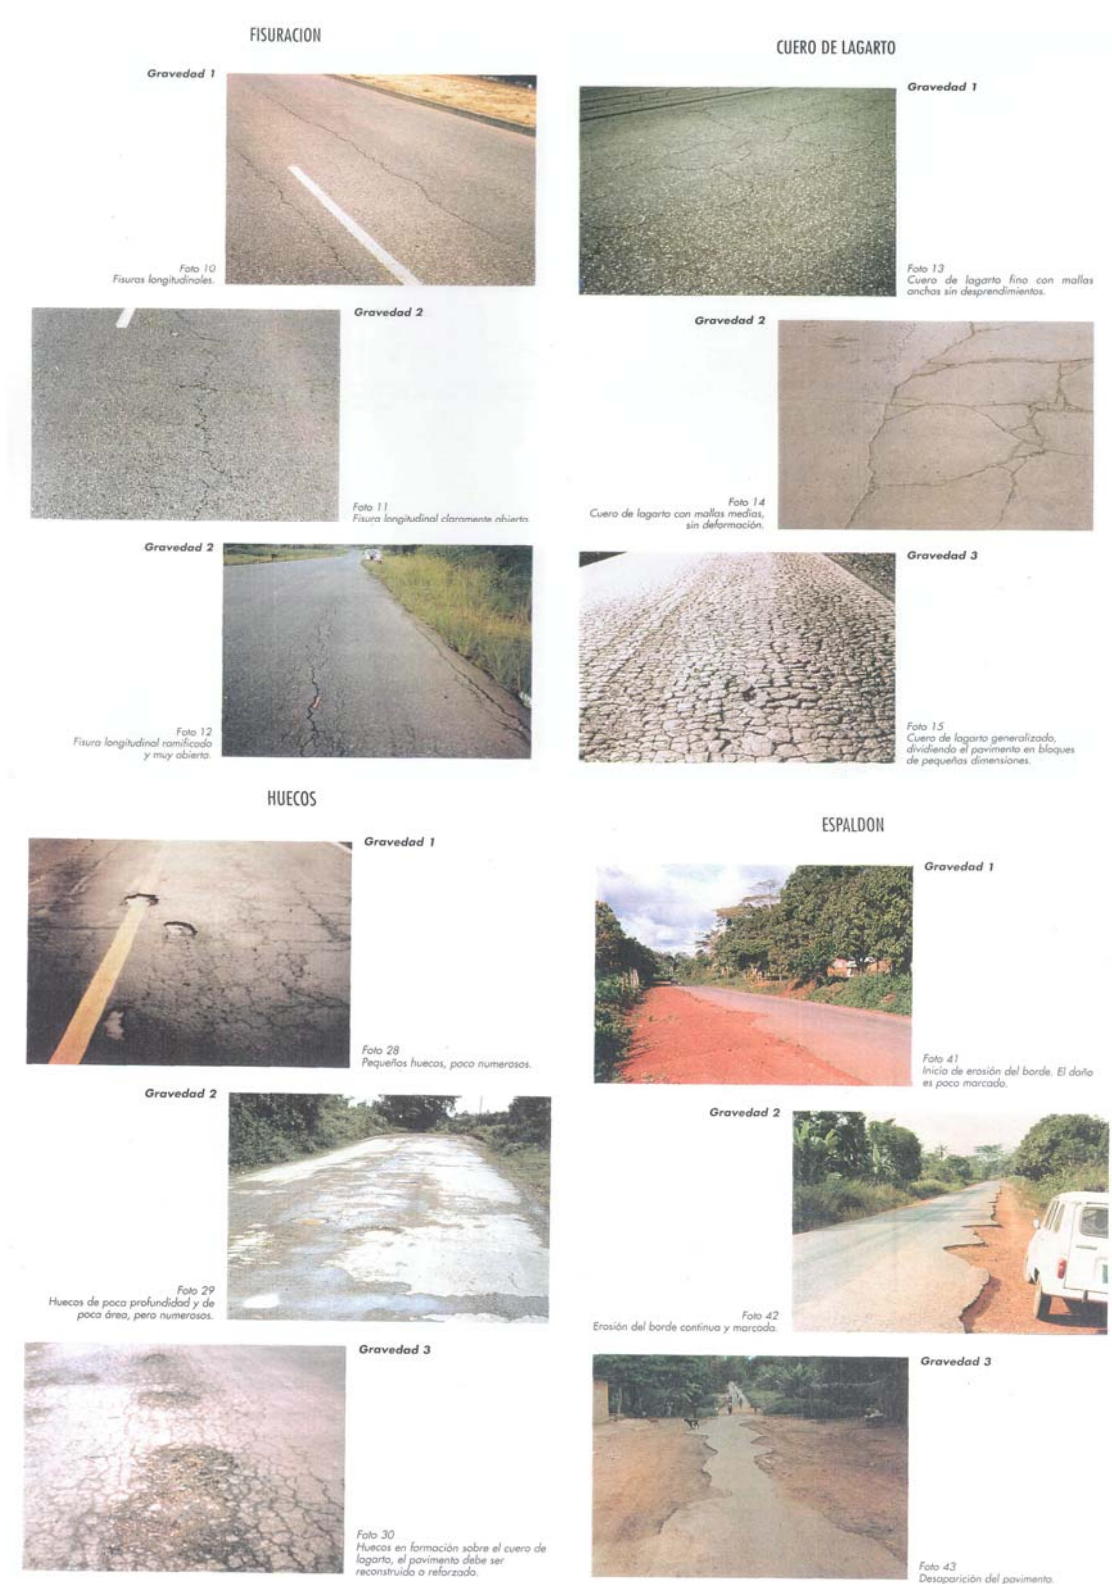 FISURACION
Gravedad 1
Foto 10
Fisuras longitudinales.
Gravedad 2
Foto 11
Fisura longitudinal claramente abierta.
Gravedad 2
Foto 12
Fisura longitudinal ramificada
y muy abierta.
CUERO DE LAGARTO
Gravedad 1
Foto 13
Cuero de lagarto fino con mallas
anchas sin desprendimientos.
Gravedad 2
Foto 14
Cuero de lagarto con mallas medias,
sin deformación.
Gravedad 3
Foto 15
Cuero de lagarto generalizado,
dividiendo el pavimento en bloques
de pequeñas dimensiones.
HUECOS
Gravedad 1
Foto 28
Pequeños huecos, poco numerosos.
Gravedad 2
Foto 29
Huecos de poca profundidad y de
poca área, pero numerosos.
Gravedad 3
Foto 30
Huecos en formación sobre el cuero de
lagarto, el pavimento debe ser
reconstruido o reforzado.
ESPALDON
Gravedad 1
Foto 41
Inicio de erosión del borde. El daño
es poco marcado.
Gravedad 2
Foto 42
Erosión del borde continua y marcada.
Gravedad 3
Foto 43
Desaparición del pavimento.